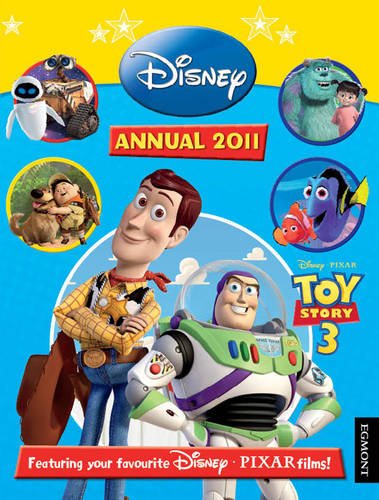 Disney
ANNUAL 2011
Disney · PIXAR
TOY
STORY
3
Featuring your favourite Disney · PIXAR films!
EGMONT